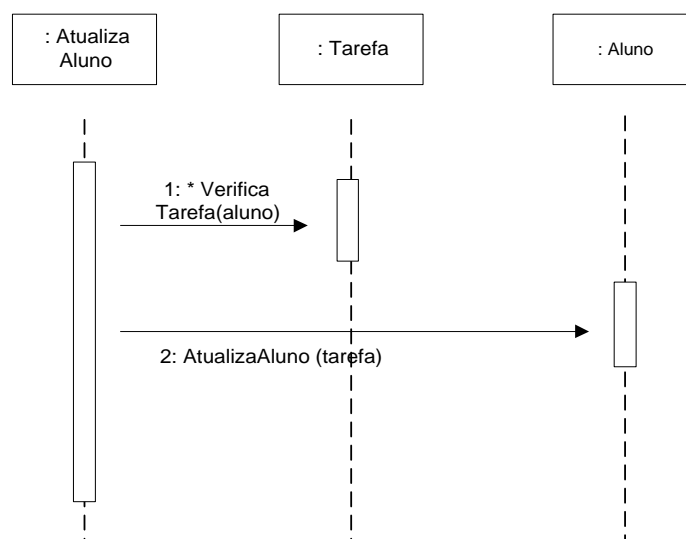 : Atualiza
Aluno
: Tarefa
: Aluno
1: * Verifica
Tarefa(aluno)
2: AtualizaAluno (tarefa)